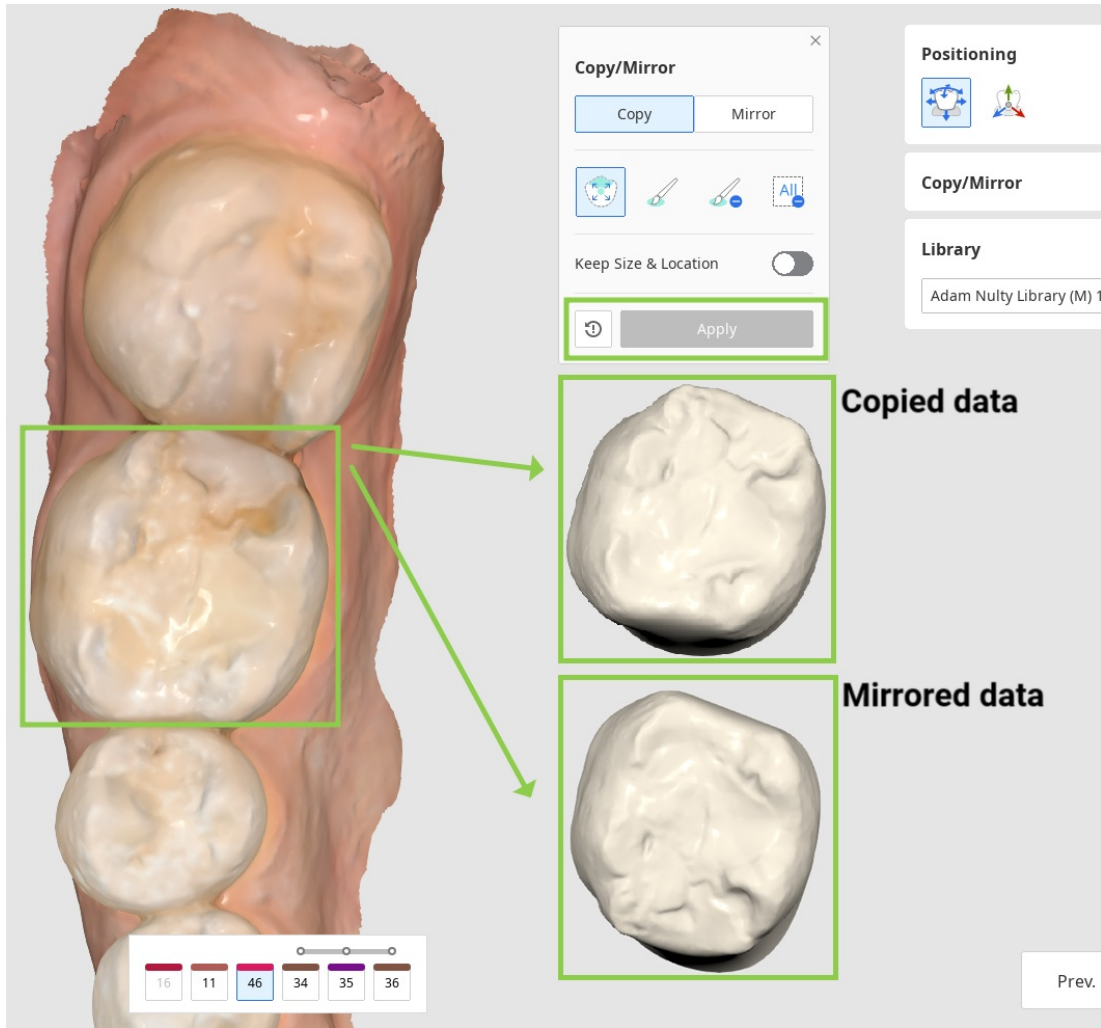 Copy/Mirror
Copy
Mirror
All
Keep Size & Location
Apply
Positioning
Copy/Mirror
Library
Adam Nulty Library (M) 1
Copied data
Mirrored data
16
11
46
34
35
36
Prev.